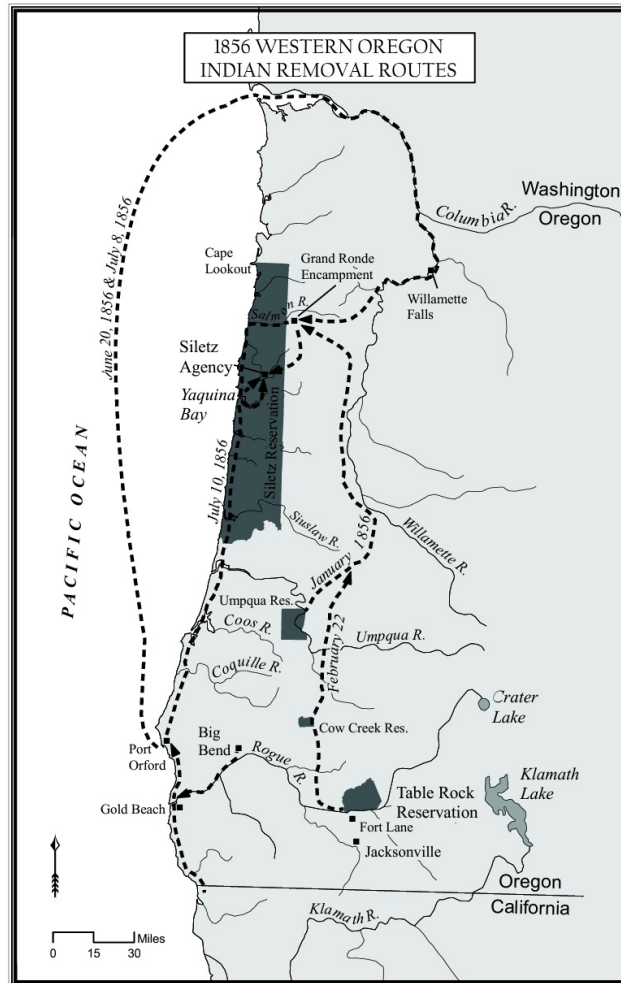 1856 WESTERN OREGON
INDIAN REMOVAL ROUTES
Washington
Oregon
Columbia R.
Cape
Lookout
Grand Ronde
Encampment
Willamette
Falls
Salmon R.
June 20, 1856 & July 8, 1856
Siletz
Agency
Yaquina
Bay
Siletz Reservation
PACIFIC OCEAN
July 10, 1856
Siuslaw R.
January 1856
Willamette R.
Umpqua Res.
Coos R.
Umpqua R.
February 22
Coquille R.
Crater
Lake
Cow Creek Res.
Big
Bend
Rogue R.
Port
Orford
Klamath
Lake
Table Rock
Reservation
Gold Beach
Fort Lane
Jacksonville
Oregon
California
Klamath R.
Miles
0 15 30